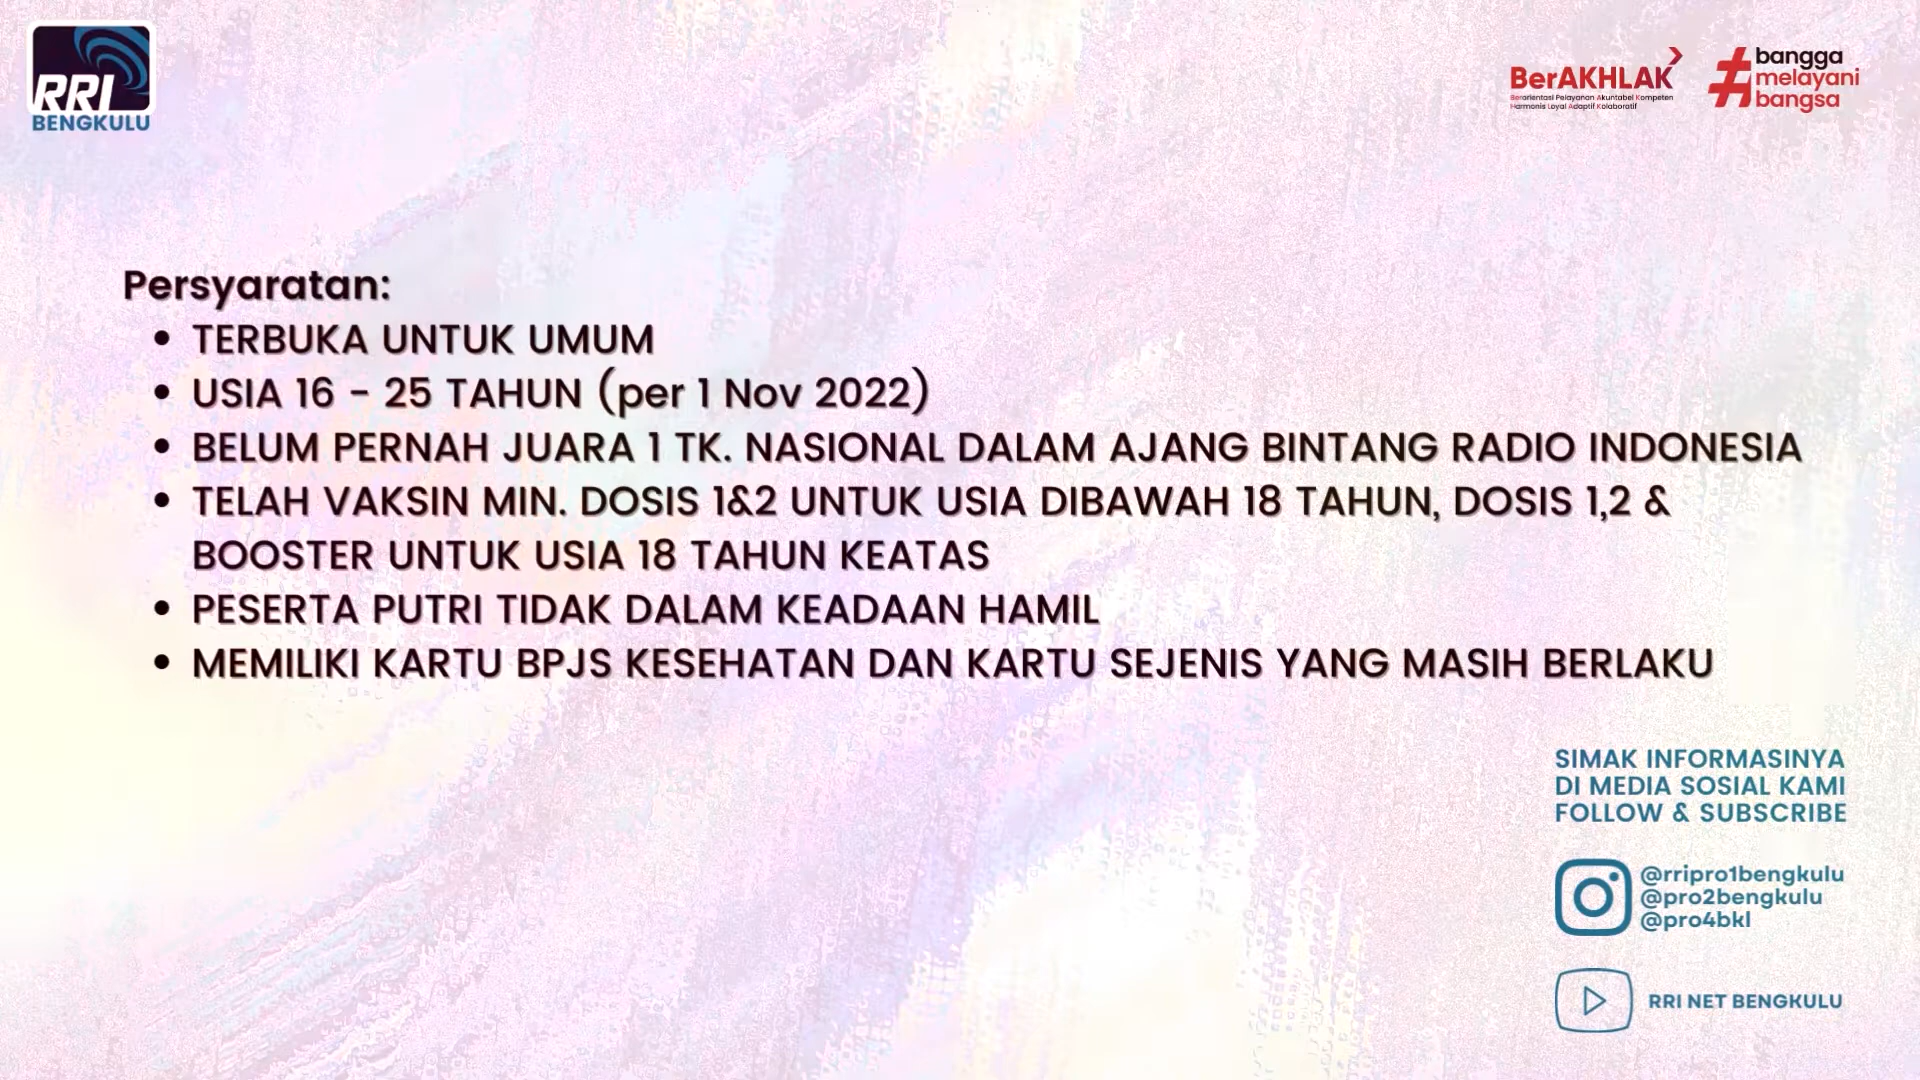 RRI
BENGKULU
BerAKHLAK
Berorientasi Pelayanan Akuntabel Kompeten
Harmonis Loyal Adaptif Kolaboratif
#bangga
melayani
bangsa
Persyaratan:
• TERBUKA UNTUK UMUM
• USIA 16 - 25 TAHUN (per 1 Nov 2022)
• BELUM PERNAH JUARA 1 TK. NASIONAL DALAM AJANG BINTANG RADIO INDONESIA
• TELAH VAKSIN MIN. DOSIS 1&2 UNTUK USIA DIBAWAH 18 TAHUN, DOSIS 1,2 &
BOOSTER UNTUK USIA 18 TAHUN KEATAS
• PESERTA PUTRI TIDAK DALAM KEADAAN HAMIL
• MEMILIKI KARTU BPJS KESEHATAN DAN KARTU SEJENIS YANG MASIH BERLAKU
SIMAK INFORMASINYA
DI MEDIA SOSIAL KAMI
FOLLOW & SUBSCRIBE
@rripro1bengkulu
@pro2bengkulu
@pro4bkl
RRI NET BENGKULU